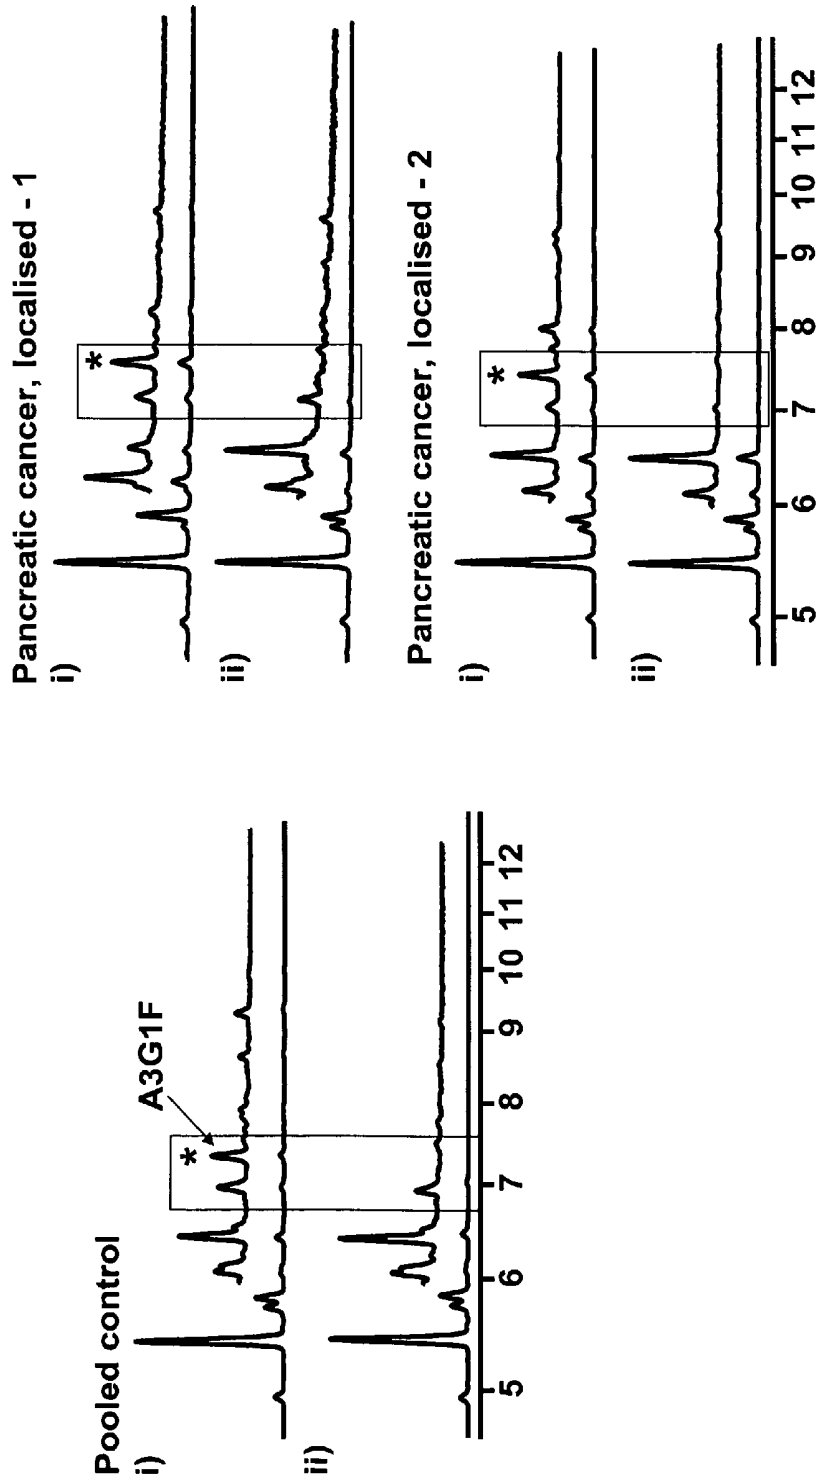 Pooled control
i)
A3G1F
*
ii)
5 6 7 8 9 10 11 12
Pancreatic cancer, localised - 1
i)
*
ii)
Pancreatic cancer, localised - 2
i)
*
ii)
5 6 7 8 9 10 11 12